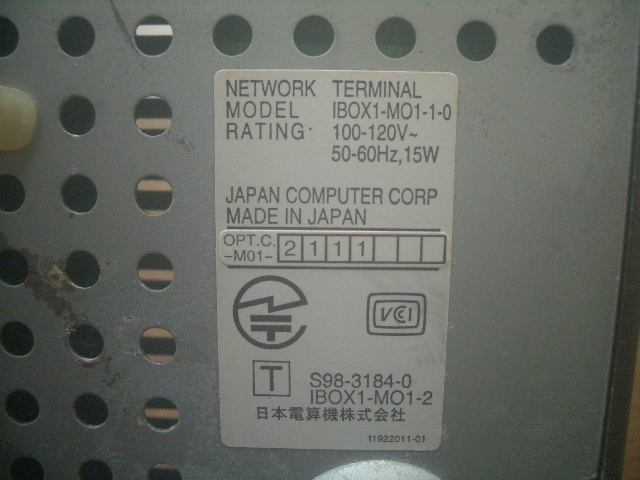 NETWORK TERMINAL
MODEL IBOX1-MO1-1-0
RATING· 100-120V~
50-60Hz,15W
JAPAN COMPUTER CORP
MADE IN JAPAN
OPT.C. 2 1 1 1
-M01-
VCCI
T S98-3184-0
IBOX1-MO1-2
日本電算機株式会社
11922011-01